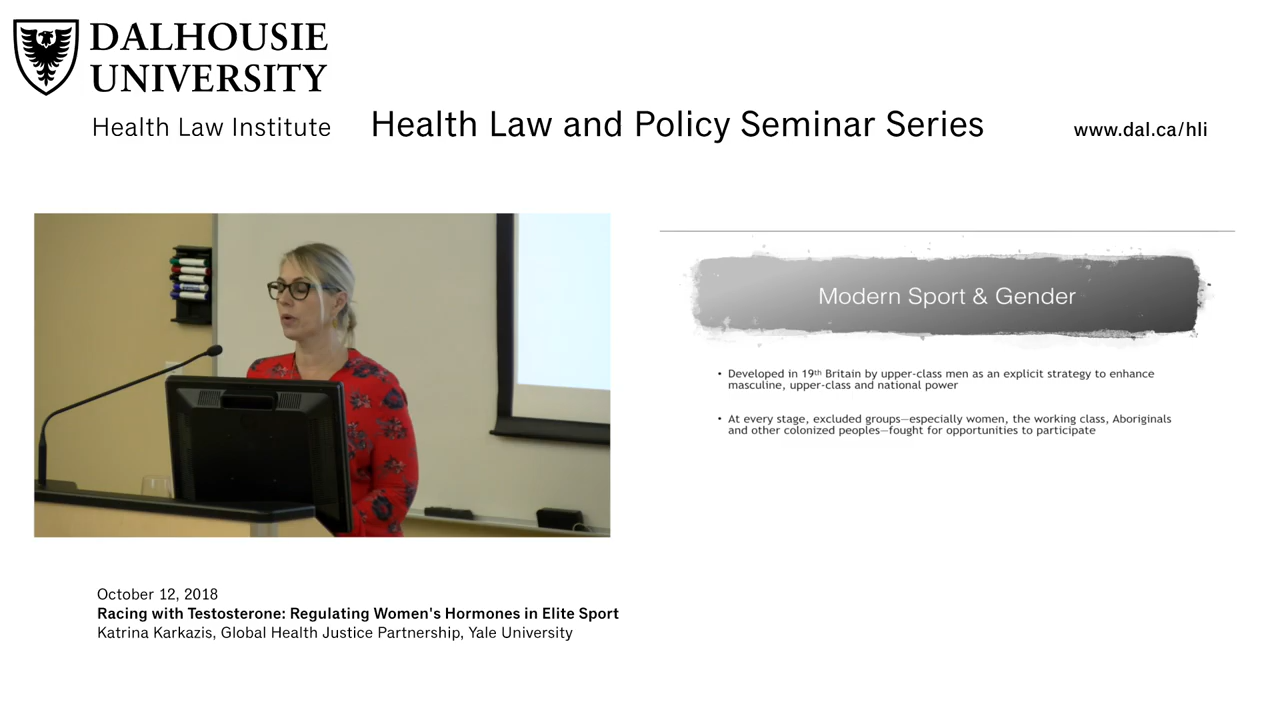 DALHOUSIE
UNIVERSITY
Health Law Institute
Health Law and Policy Seminar Series
www.dal.ca/hli
Modern Sport & Gender
• Developed in 19th Britain by upper-class men as an explicit strategy to enhance
masculine, upper-class and national power
• At every stage, excluded groups—especially women, the working class, Aboriginals
and other colonized peoples—fought for opportunities to participate
October 12, 2018
Racing with Testosterone: Regulating Women's Hormones in Elite Sport
Katrina Karkazis, Global Health Justice Partnership, Yale University